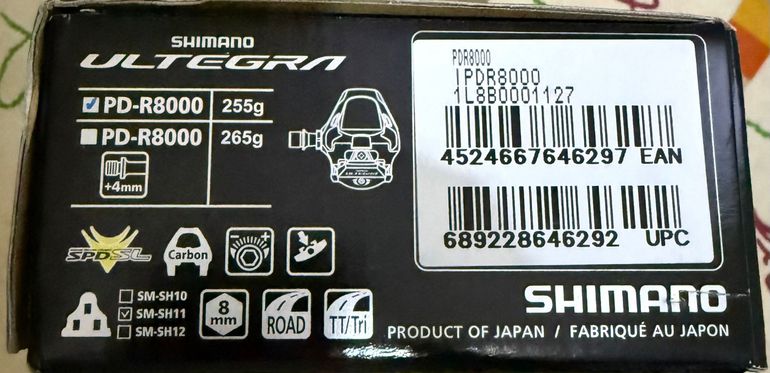 SHIMANO
ULTEGRA
PD-R8000 255g
PD-R8000 265g
+4mm
SPD-SL
Carbon
SM-SH10
SM-SH11
SM-SH12
8 mm
ROAD
TT/Tri
PDR8000
IPDR8000
1L8B0001127
4524667646297 EAN
689228646292 UPC
SHIMANO
PRODUCT OF JAPAN / FABRIQUÉ AU JAPON